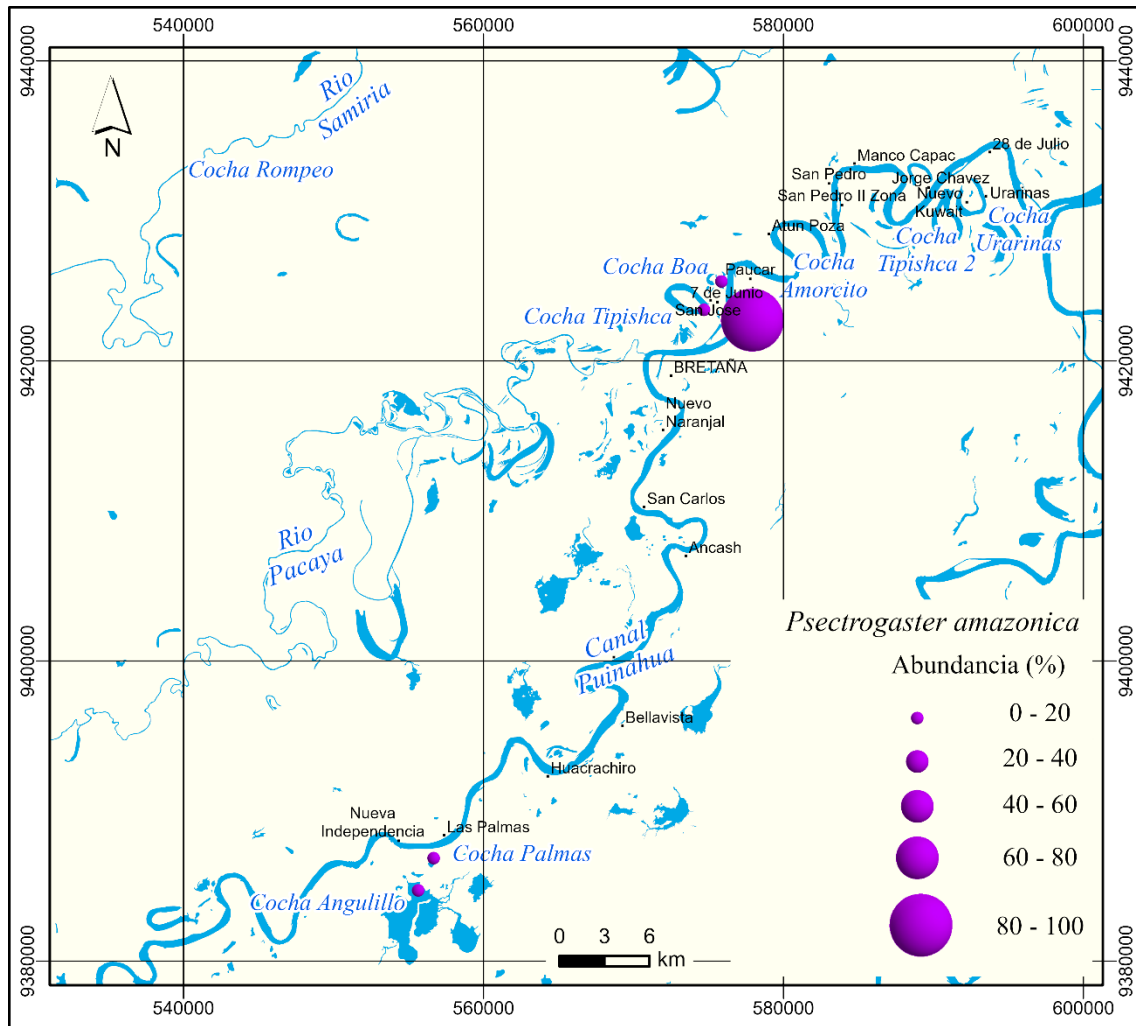 540000
560000
580000
600000
9440000
9440000
Rio
Samiria
N
Cocha Rompeo
Manco Capac
28 de Julio
San Pedro
Jorge Chavez
San Pedro II Zona
Nuevo
Kuwait
Urarinas
Cocha
Urarinas
Atun Poza
Cocha
Tipishca 2
Cocha Boa
Paucar
Cocha
Amorcito
7 de Junio
San Jose
Cocha Tipishca
9420000
9420000
BRETAÑA
Nuevo
Naranjal
San Carlos
Rio
Pacaya
Ancash
Canal
Puinahua
9400000
9400000
Psectrogaster amazonica
Abundancia (%)
0 - 20
20 - 40
40 - 60
60 - 80
80 - 100
Bellavista
Huacrachiro
Nueva
Independencia
Las Palmas
Cocha Palmas
Cocha Angulillo
0 3 6
km
9380000
9380000
540000
560000
580000
600000